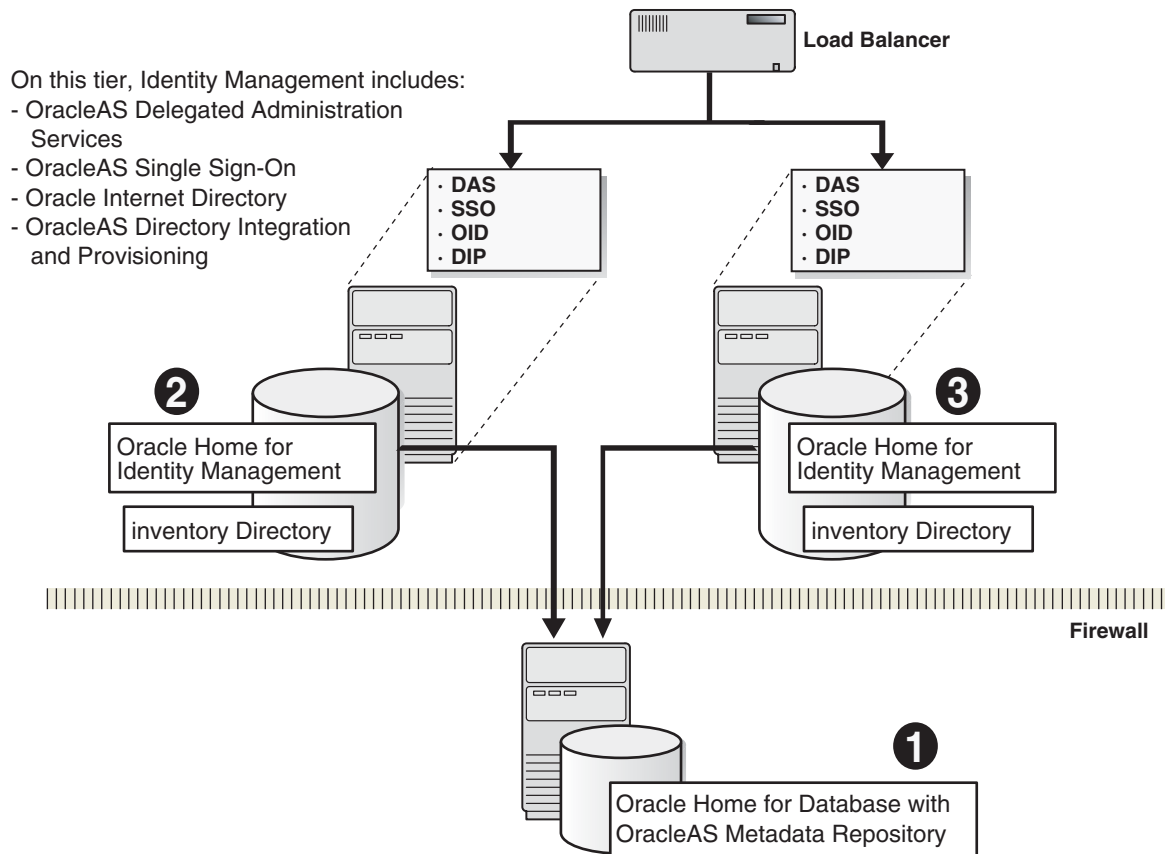 Load Balancer
On this tier, Identity Management includes:
- OracleAS Delegated Administration
Services
- OracleAS Single Sign-On
- Oracle Internet Directory
- OracleAS Directory Integration
and Provisioning
· DAS
· SSO
· OID
· DIP
· DAS
· SSO
· OID
· DIP
2
Oracle Home for
Identity Management
inventory Directory
3
Oracle Home for
Identity Management
inventory Directory
Firewall
1
Oracle Home for Database with
OracleAS Metadata Repository